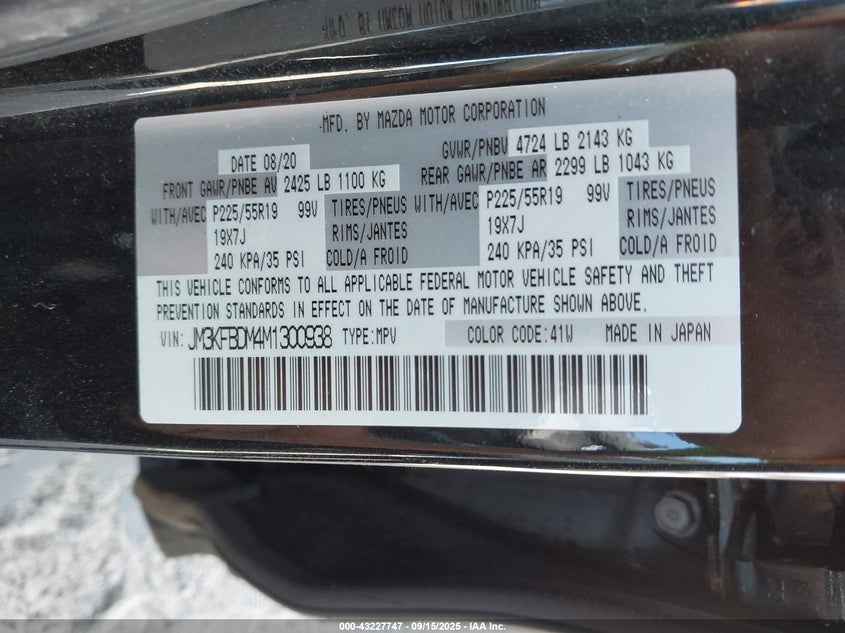 MFD. BY MAZDA MOTOR CORPORATION
DATE 08/20 GVWR/PNBV 4724 LB 2143 KG
FRONT GAWR/PNBE AV 2425 LB 1100 KG REAR GAWR/PNBE AR 2299 LB 1043 KG
WITH/AVEC P225/55R19 99V TIRES/PNEUS WITH/AVEC P225/55R19 99V TIRES/PNEUS
19X7J RIMS/JANTES 19X7J RIMS/JANTES
240 KPA/35 PSI COLD/A FROID 240 KPA/35 PSI COLD/A FROID
THIS VEHICLE CONFORMS TO ALL APPLICABLE FEDERAL MOTOR VEHICLE SAFETY AND THEFT
PREVENTION STANDARDS IN EFFECT ON THE DATE OF MANUFACTURE SHOWN ABOVE.
VIN: JM3KFBDM4M1300938 TYPE:MPV COLOR CODE:41W MADE IN JAPAN
000-43227747 - 09/15/2025 - IAA Inc.